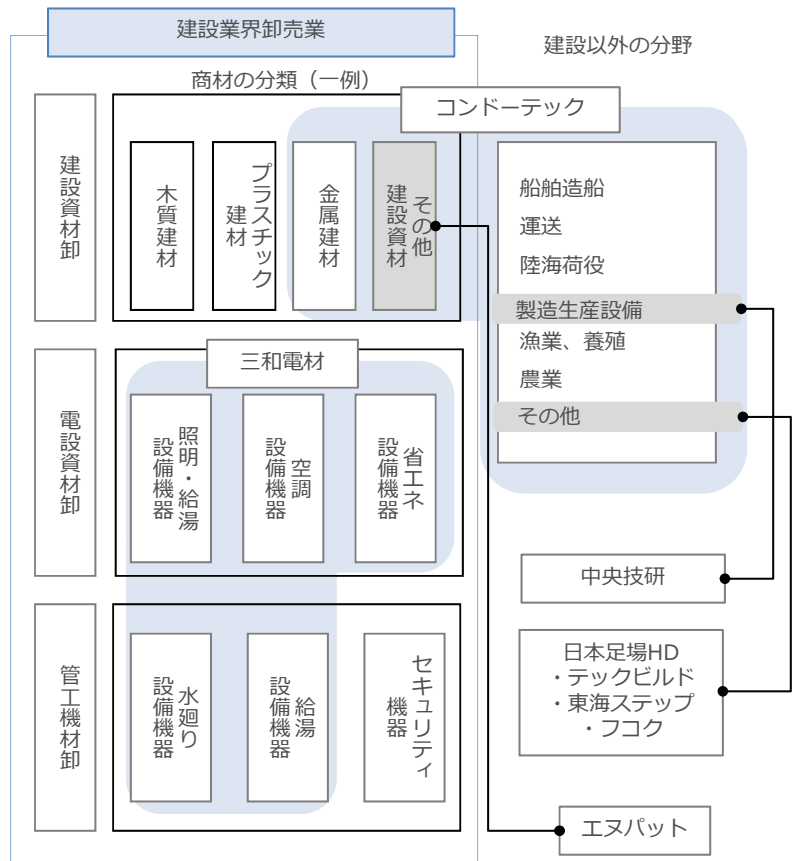 建設業界卸売業
建設以外の分野
商材の分類（一例）
コンドーテック
建設資材卸
木質建材
プラスチック
建材
金属建材
その他
建設資材
船舶造船
運送
陸海荷役
製造生産設備
漁業、養殖
農業
その他
三和電材
電設資材卸
照明・給湯
設備機器
空調
設備機器
省エネ
設備機器
中央技研
管工機材卸
水廻り
設備機器
給湯
設備機器
セキュリティ
機器
日本足場HD
・テックビルド
・東海ステップ
・フコク
エヌパット